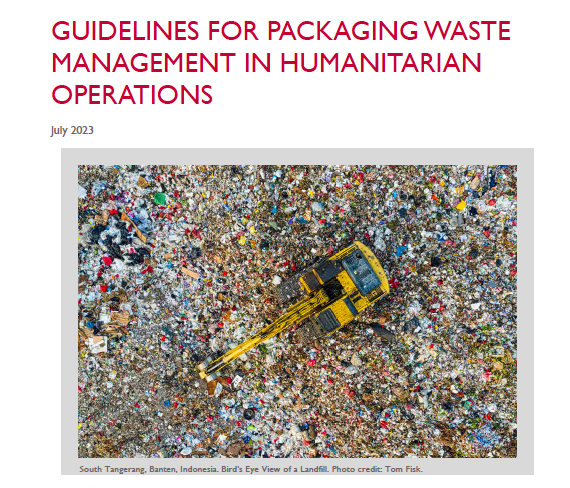 GUIDELINES FOR PACKAGING WASTE
MANAGEMENT IN HUMANITARIAN
OPERATIONS
July 2023
South Tangerang, Banten, Indonesia. Bird's Eye View of a Landfill. Photo credit: Tom Fisk.